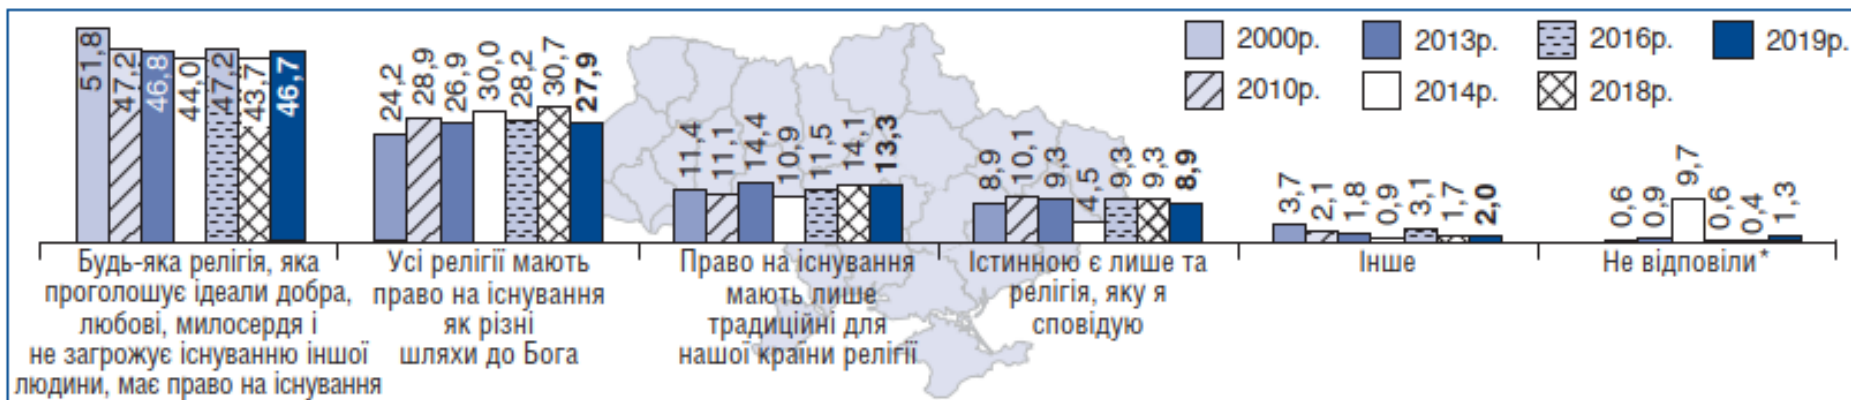 2000р.
2013р.
2016р.
2019р.
2010р.
2014р.
2018р.
51,8
47,2
46,8
44,0
47,2
43,7
46,7
24,2
28,9
26,9
30,0
28,2
30,7
27,9
11,4
11,1
14,4
10,9
11,5
14,1
13,3
8,9
10,1
9,3
4,5
9,3
9,3
8,9
3,7
2,1
1,8
0,9
3,1
1,7
2,0
0,6
0,9
9,7
0,6
0,4
1,3
Будь-яка релігія, яка
проголошує ідеали добра,
любові, милосердя і
не загрожує існуванню іншої
людини, має право на існування
Усі релігії мають
право на існування
як різні
шляхи до Бога
Право на існування
мають лише
традиційні для
нашої країни релігії
Істинною є лише та
релігія, яку я
сповідую
Інше
Не відповіли*